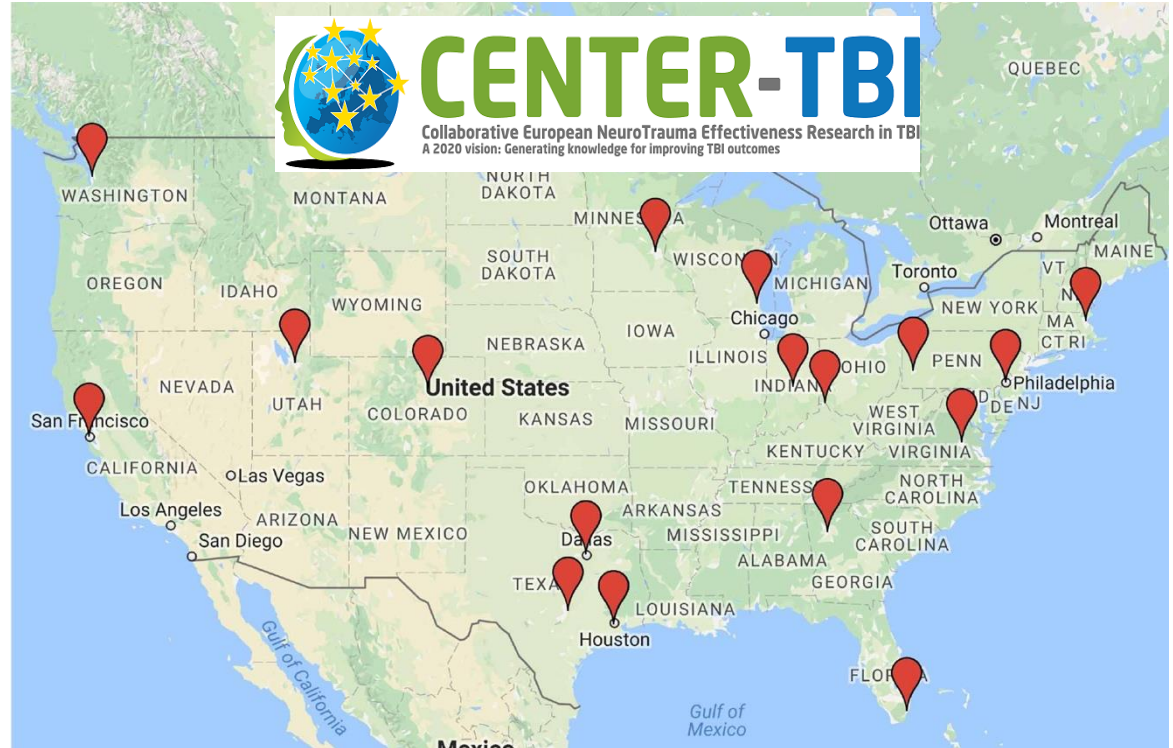 CENTER-TBI
Collaborative European NeuroTrauma Effectiveness Research in TBI
A 2020 vision: Generating knowledge for improving TBI outcomes
QUEBEC
WASHINGTON
MONTANA
NORTH
DAKOTA
MINNESOTA
Ottawa
Montreal
MAINE
OREGON
IDAHO
SOUTH
DAKOTA
WISCONSIN
MICHIGAN
Toronto
VT
WYOMING
NEW YORK
Chicago
IOWA
MA
CT RI
NEBRASKA
ILLINOIS
INDIANA
OHIO
PENN
Philadelphia
NEVADA
United States
UTAH
COLORADO
MD
DE
NJ
San Francisco
KANSAS
MISSOURI
WEST
VIRGINIA
KENTUCKY
VIRGINIA
CALIFORNIA
Las Vegas
OKLAHOMA
TENNESSEE
NORTH
CAROLINA
Los Angeles
ARIZONA
NEW MEXICO
ARKANSAS
MISSISSIPPI
SOUTH
CAROLINA
San Diego
Dallas
ALABAMA
TEXAS
GEORGIA
LOUISIANA
Houston
Gulf of
California
FLORIDA
Gulf of
Mexico
Mexico